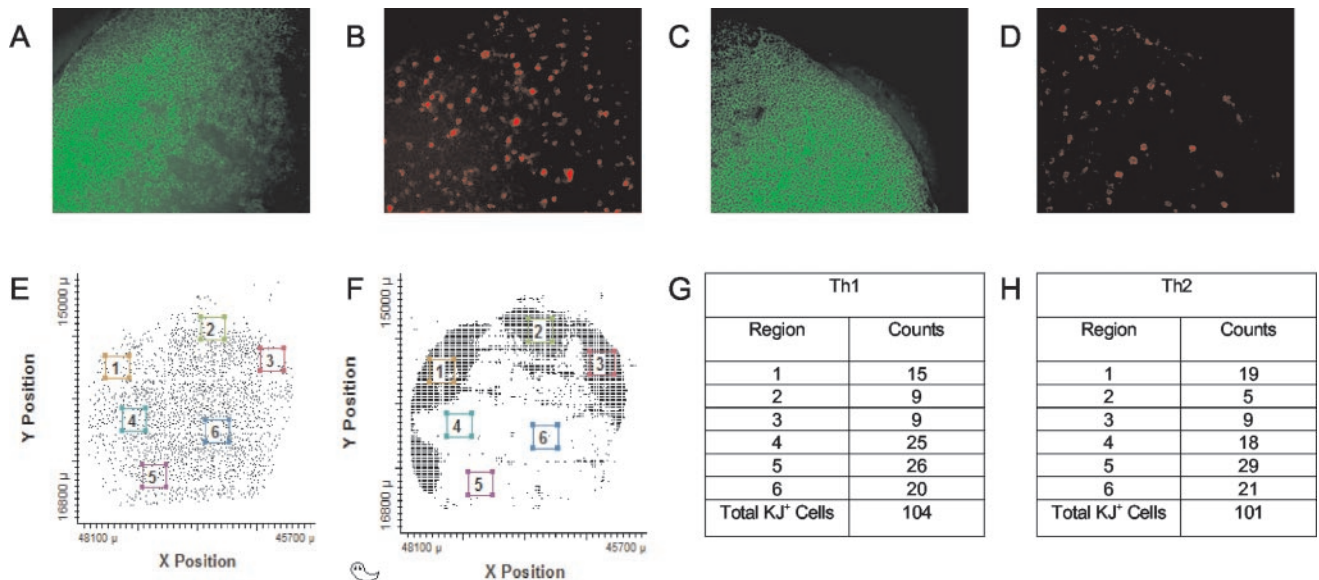 A
B
C
D
E
Y Position
15000 µ
16800 µ
1
2
3
4
5
6
48100 µ
45700 µ
X Position
F
Y Position
15000 µ
16800 µ
1
2
3
4
5
6
48100 µ
45700 µ
X Position
G
Th1
Region Counts
1 15
2 9
3 9
4 25
5 26
6 20
Total KJ⁺ Cells 104
H
Th2
Region Counts
1 19
2 5
3 9
4 18
5 29
6 21
Total KJ⁺ Cells 101